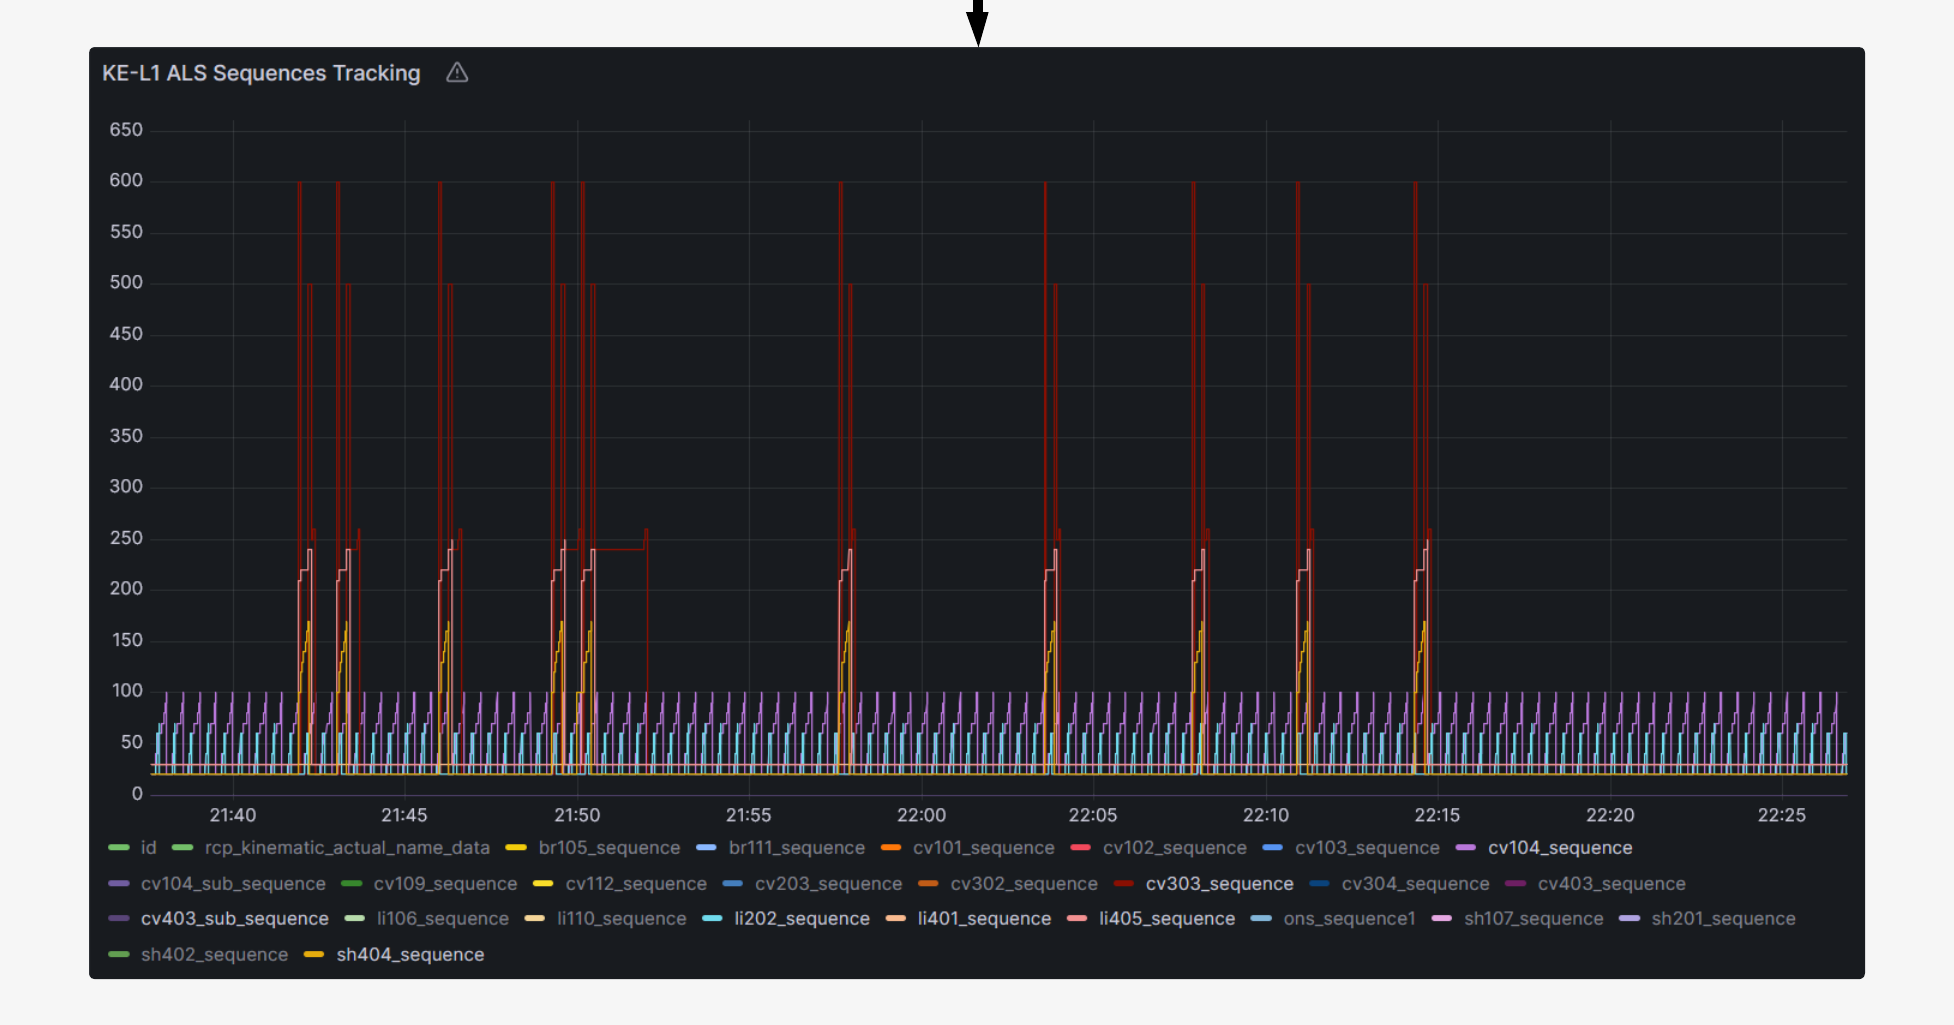 KE-L1 ALS Sequences Tracking
650
600
550
500
450
400
350
300
250
200
150
100
50
0
21:40 21:45 21:50 21:55 22:00 22:05 22:10 22:15 22:20 22:25
id rcp_kinematic_actual_name_data br105_sequence br111_sequence cv101_sequence cv102_sequence cv103_sequence cv104_sequence
cv104_sub_sequence cv109_sequence cv112_sequence cv203_sequence cv302_sequence cv303_sequence cv304_sequence cv403_sequence
cv403_sub_sequence li106_sequence li110_sequence li202_sequence li401_sequence li405_sequence ons_sequence1 sh107_sequence sh201_sequence
sh402_sequence sh404_sequence